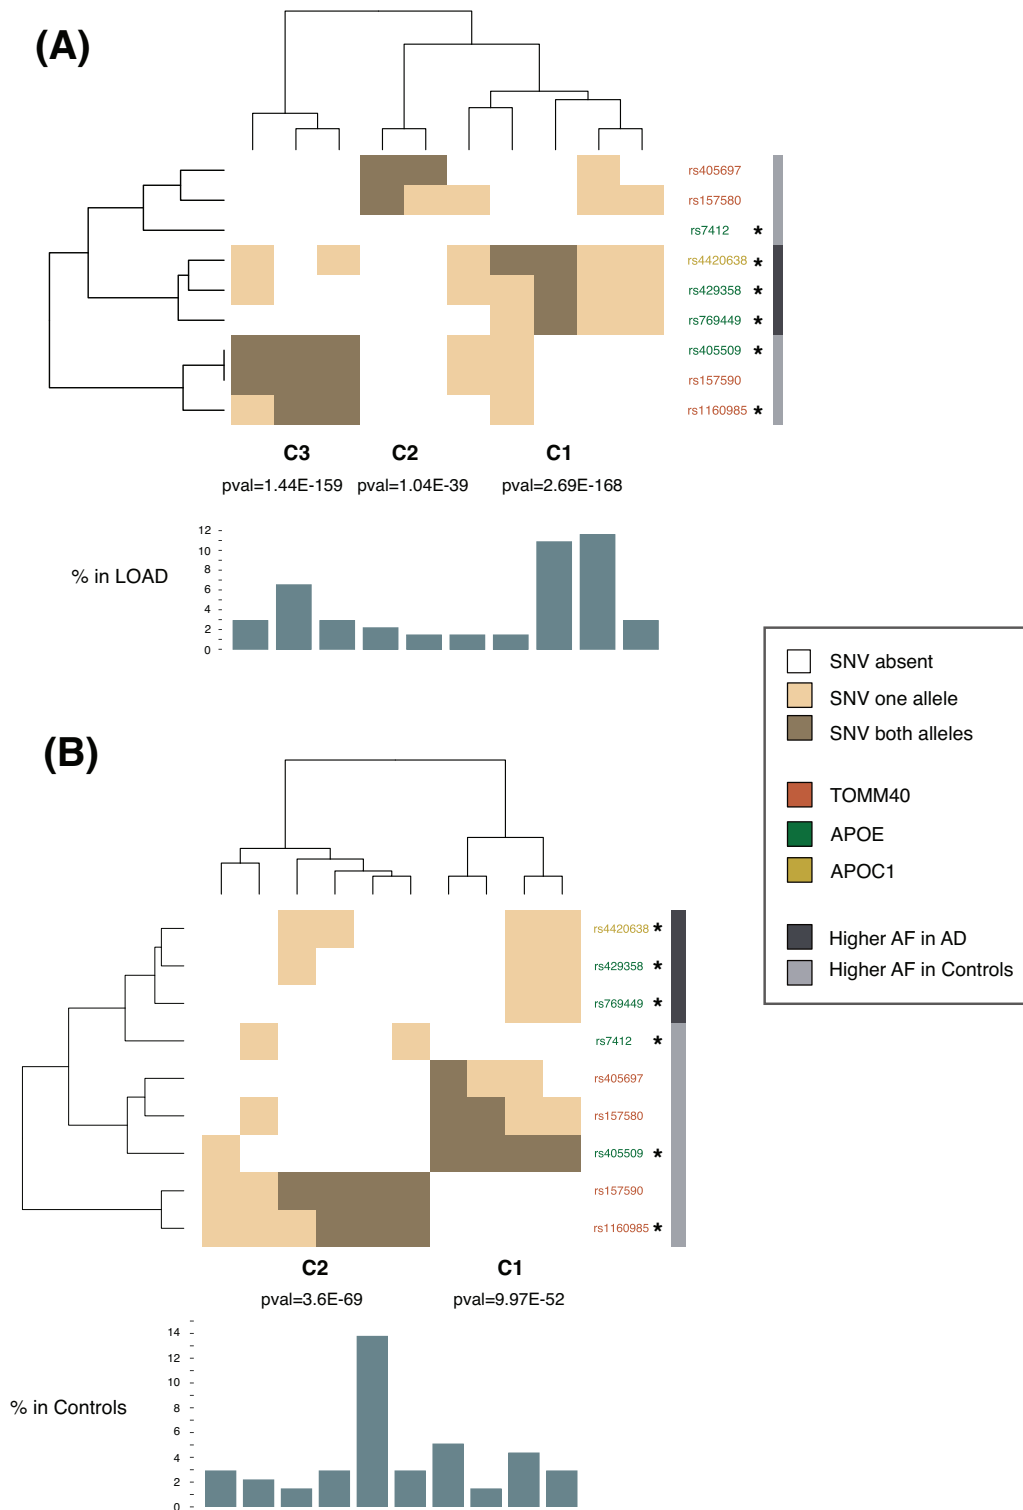 (A)
rs405697
rs157580
rs7412 *
rs4420638 *
rs429358 *
rs769449 *
rs405509 *
rs157590
rs1160985 *
C3 C2 C1
pval=1.44E-159 pval=1.04E-39 pval=2.69E-168
% in LOAD
12
10
8
6
4
2
0
SNV absent
SNV one allele
SNV both alleles
TOMM40
APOE
APOC1
Higher AF in AD
Higher AF in Controls
(B)
rs4420638 *
rs429358 *
rs769449 *
rs7412 *
rs405697
rs157580
rs405509 *
rs157590
rs1160985 *
C2 C1
pval=3.6E-69 pval=9.97E-52
% in Controls
14
12
10
8
6
4
2
0